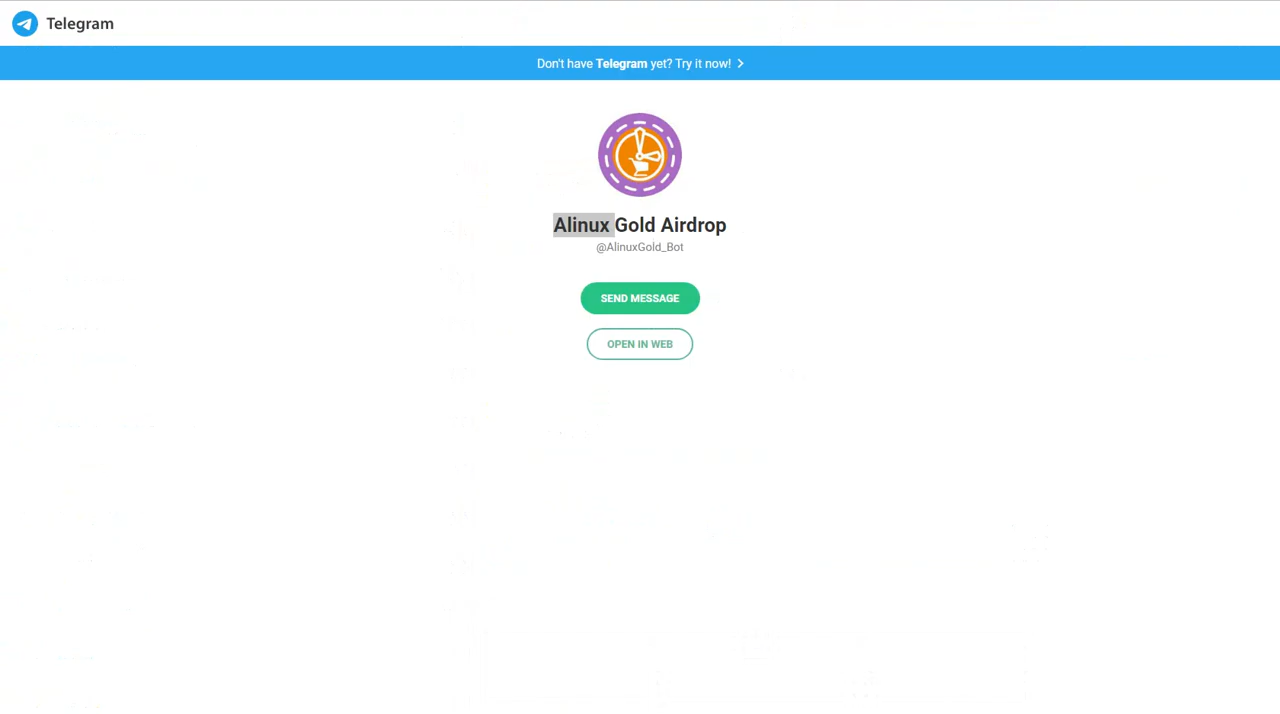 Telegram
Don't have Telegram yet? Try it now!
Alinux Gold Airdrop
@AlinuxGold_Bot
SEND MESSAGE
OPEN IN WEB